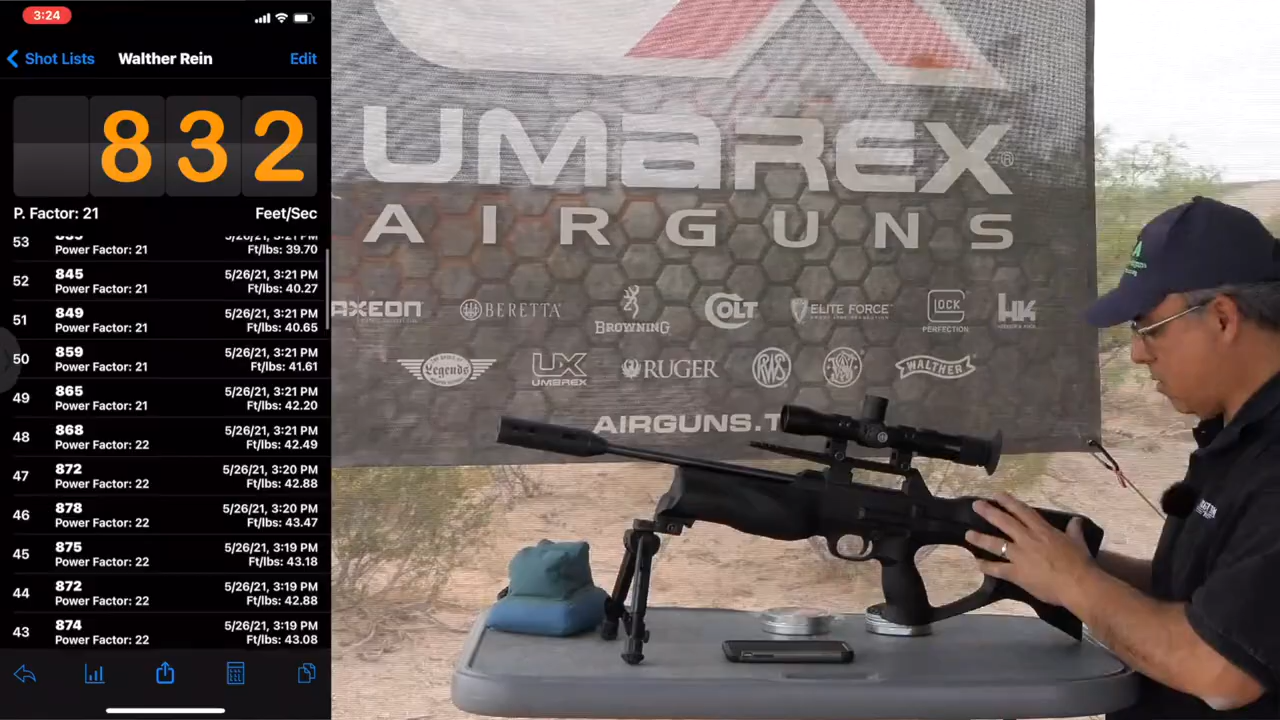 3:24
Shot Lists
Walther Rein
Edit
832
P. Factor: 21
Feet/Sec
53
5/26/21, 3:21 PM
Power Factor: 21
Ft/lbs: 39.70
52
845
5/26/21, 3:21 PM
Power Factor: 21
Ft/lbs: 40.27
51
849
5/26/21, 3:21 PM
Power Factor: 21
Ft/lbs: 40.65
50
859
5/26/21, 3:21 PM
Power Factor: 21
Ft/lbs: 41.61
49
865
5/26/21, 3:21 PM
Power Factor: 21
Ft/lbs: 42.20
48
868
5/26/21, 3:21 PM
Power Factor: 22
Ft/lbs: 42.49
47
872
5/26/21, 3:20 PM
Power Factor: 22
Ft/lbs: 42.88
46
878
5/26/21, 3:20 PM
Power Factor: 22
Ft/lbs: 43.47
45
875
5/26/21, 3:19 PM
Power Factor: 22
Ft/lbs: 43.18
44
872
5/26/21, 3:19 PM
Power Factor: 22
Ft/lbs: 42.88
43
874
5/26/21, 3:19 PM
Power Factor: 22
Ft/lbs: 43.08
UMAREX®
AIRGUNS
AXEON
BERETTA
BROWNING
COLT
ELITE FORCE
GLOCK
PERFECTION
HK
Legends
UX
UMAREX
RUGER
RWS
WALTHER
AIRGUNS.T